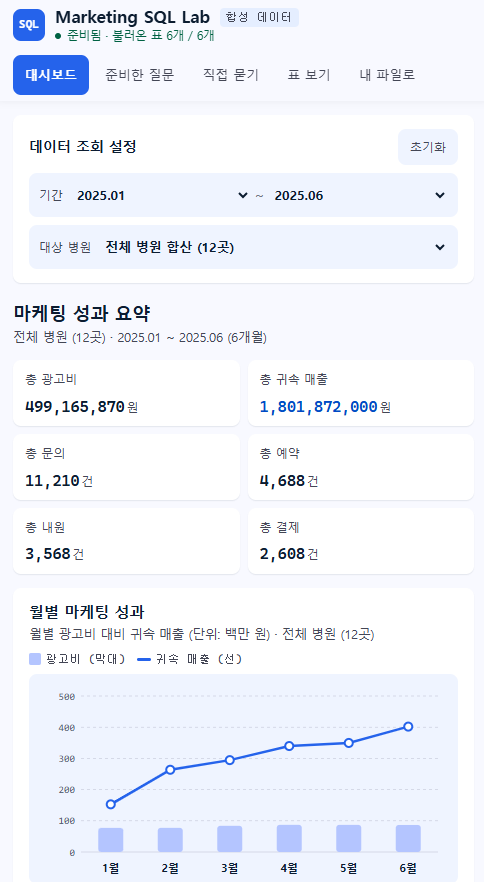 SQL Marketing SQL Lab 합성 데이터
● 준비됨 · 불러온 표 6개 / 6개
대시보드 준비한 질문 직접 묻기 표 보기 내 파일로
데이터 조회 설정 초기화
기간 2025.01 ~ 2025.06
대상 병원 전체 병원 합산 (12곳)
마케팅 성과 요약
전체 병원 (12곳) · 2025.01 ~ 2025.06 (6개월)
총 광고비 총 귀속 매출
499,165,870원 1,801,872,000원
총 문의 총 예약
11,210건 4,688건
총 내원 총 결제
3,568건 2,608건
월별 마케팅 성과
월별 광고비 대비 귀속 매출 (단위: 백만 원) · 전체 병원 (12곳)
광고비 (막대) 귀속 매출 (선)
500
400
300
200
100
0
1월 2월 3월 4월 5월 6월